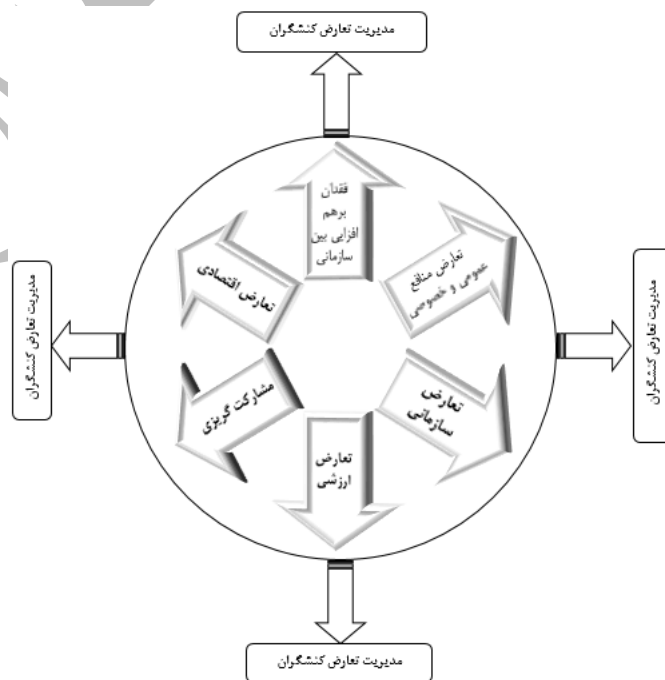 مدیریت تعارض کنشگران
فقدان
برهم
افزایی بین
سازمانی
تعارض منافع
عمومی و خصوصی
تعارض اقتصادی
مدیریت تعارض کنشگران
مدیریت تعارض کنشگران
تعارض
سازمانی
مشارکت گریزی
تعارض
ارزشی
مدیریت تعارض کنشگران